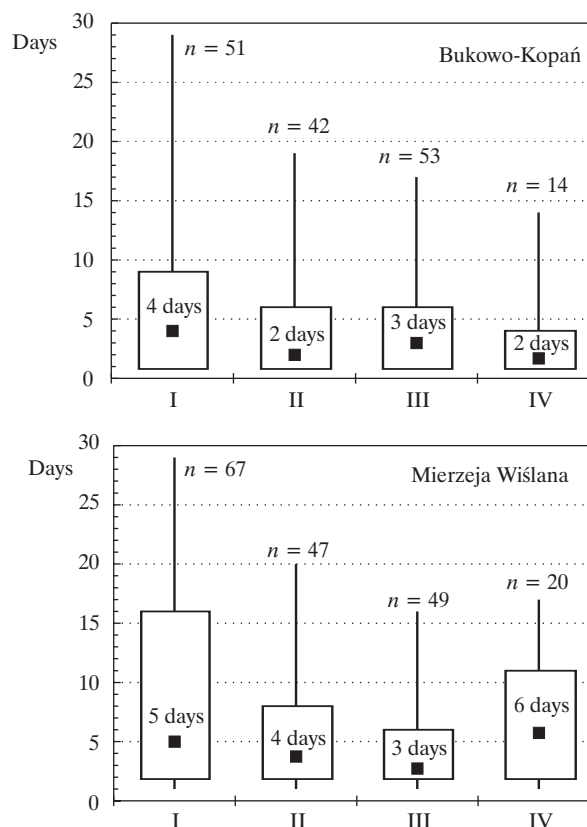 Days
30
25
20
15
10
5
0
n = 51
n = 42
n = 53
n = 14
Bukowo-Kopań
4 days
2 days
3 days
2 days
I II III IV
Days
30
25
20
15
10
5
0
n = 67
n = 47
n = 49
n = 20
Mierzeja Wiślana
5 days
4 days
3 days
6 days
I II III IV